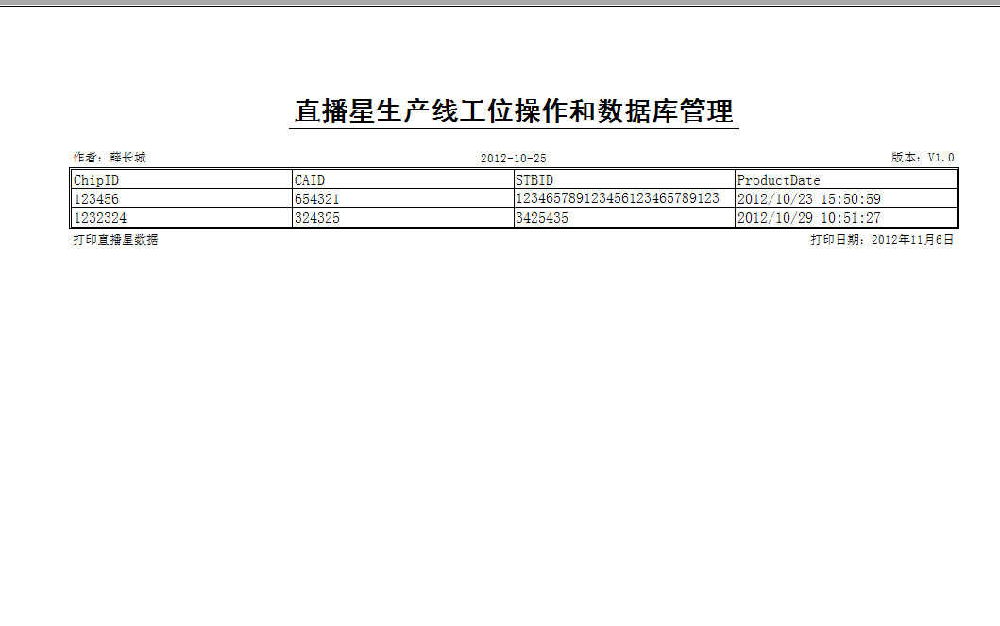 直播星生产线工位操作和数据库管理
作者：薛长城 2012-10-25 版本：V1.0
ChipID CAID STBID ProductDate
123456 654321 123465789123456123465789123 2012/10/23 15:50:59
1232324 324325 3425435 2012/10/29 10:51:27
打印直播星数据 打印日期：2012年11月6日